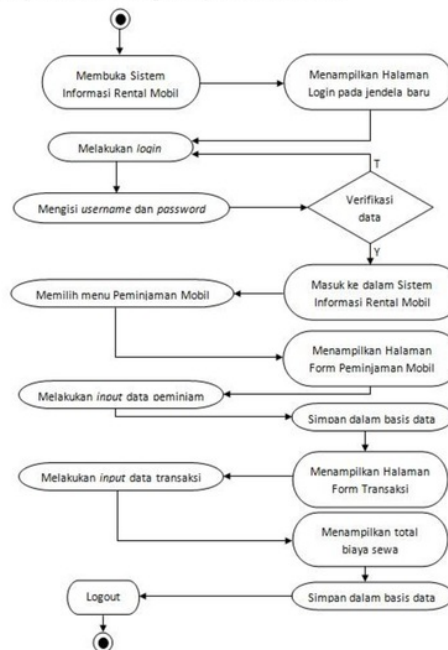 Membuka Sistem
Informasi Rental Mobil
Menampilkan Halaman
Login pada jendela baru
Melakukan login
T
Mengisi username dan password
Verifikasi
data
Y
Masuk ke dalam Sistem
Informasi Rental Mobil
Memilih menu Peminjaman Mobil
Menampilkan Halaman
Form Peminjaman Mobil
Melakukan input data peminjam
Simpan dalam basis data
Menampilkan Halaman
Form Transaksi
Melakukan input data transaksi
Menampilkan total
biaya sewa
Simpan dalam basis data
Logout